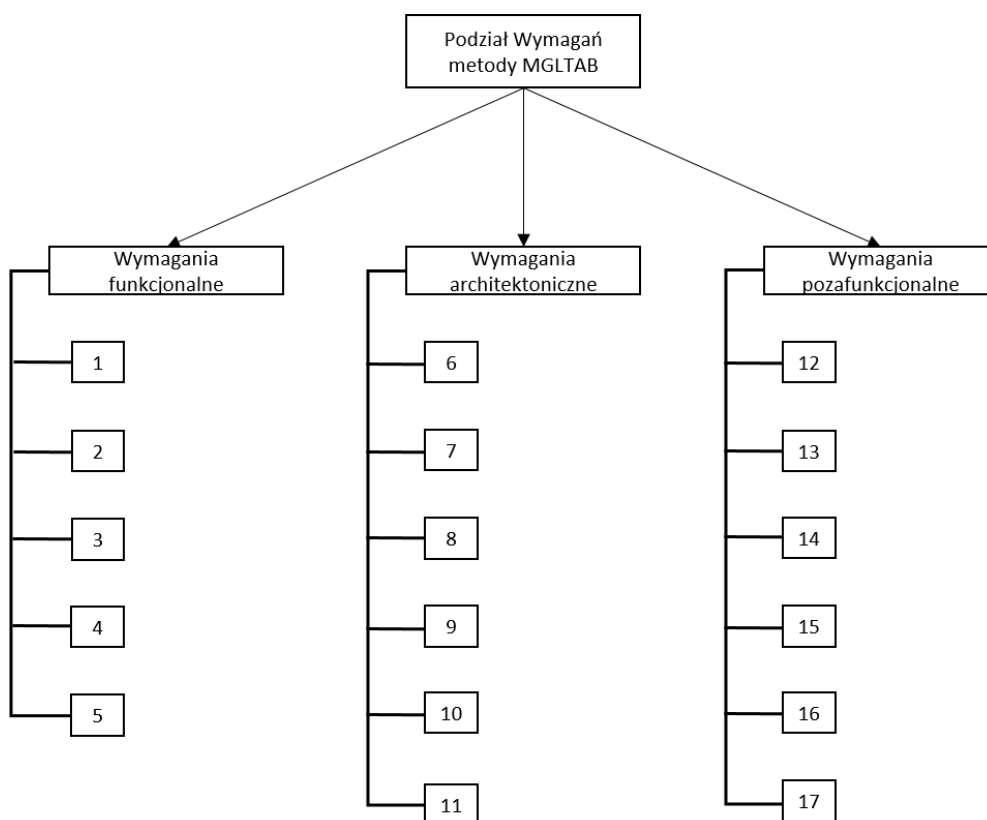 Podział Wymagań
metody MGLTAB
Wymagania
funkcjonalne
1
2
3
4
5
Wymagania
architektoniczne
6
7
8
9
10
11
Wymagania
pozafunkcjonalne
12
13
14
15
16
17